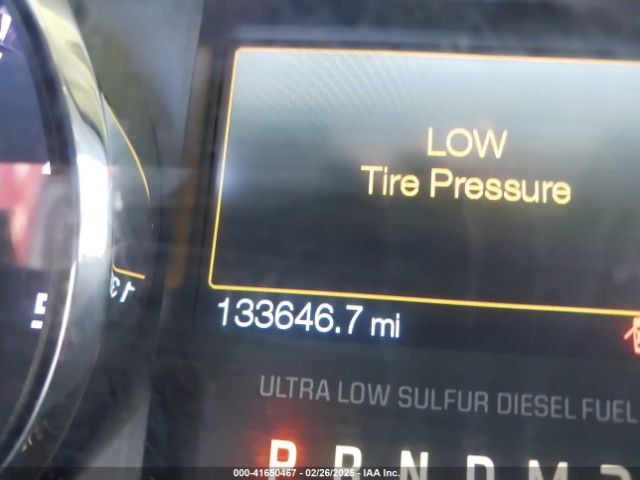 LOW
Tire Pressure
133646.7 mi
ULTRA LOW SULFUR DIESEL FUEL
P R N D M
000-41650467 - 02/26/2025 - IAA Inc.